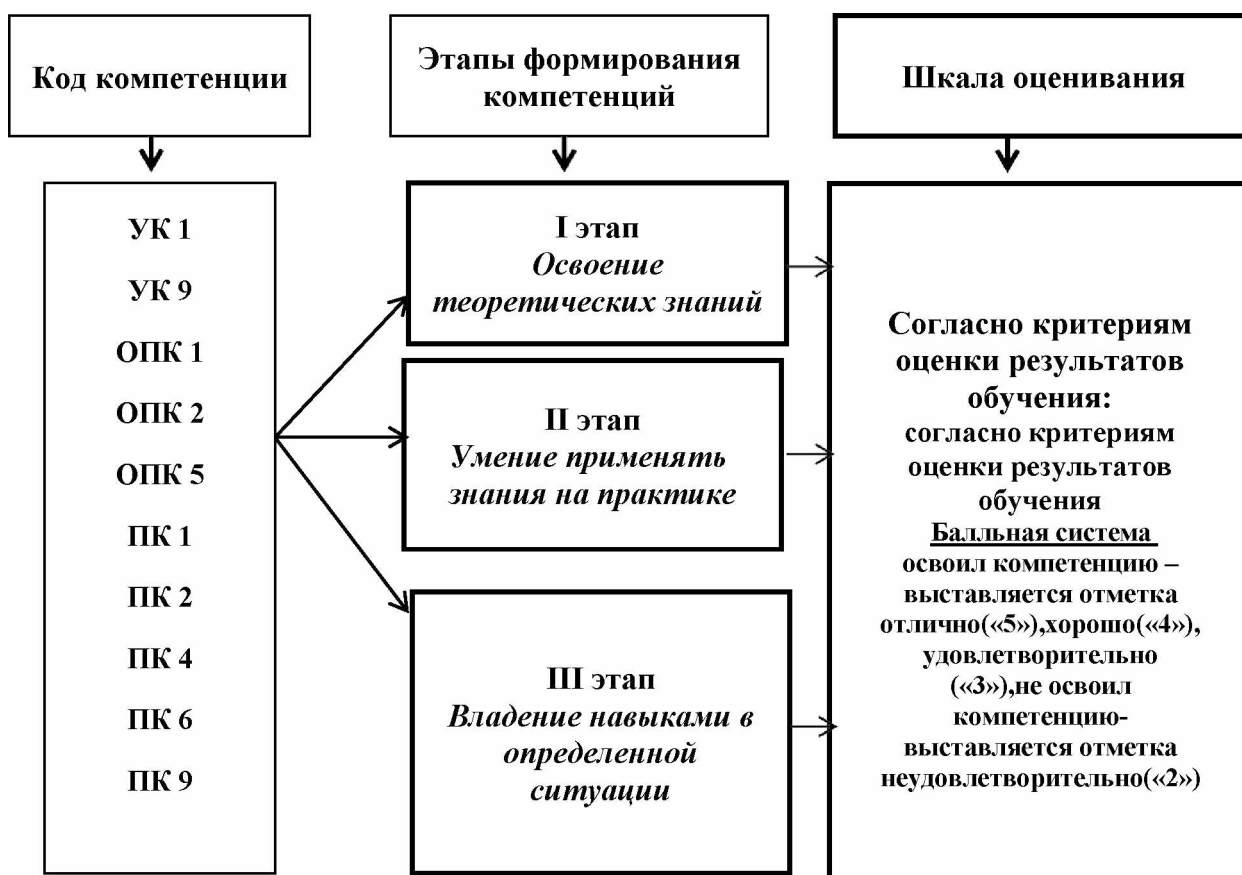 Код компетенции
Этапы формирования
компетенций
Шкала оценивания
УК 1
УК 9
ОПК 1
ОПК 2
ОПК 5
ПК 1
ПК 2
ПК 4
ПК 6
ПК 9
I этап
Освоение
теоретических знаний
II этап
Умение применять
знания на практике
III этап
Владение навыками в
определенной
ситуации
Согласно критериям
оценки результатов
обучения:
согласно критериям
оценки результатов
обучения
Балльная система
освоил компетенцию –
выставляется отметка
отлично(«5»),хорошо(«4»),
удовлетворительно
(«3»),не освоил
компетенцию-
выставляется отметка
неудовлетворительно(«2»)